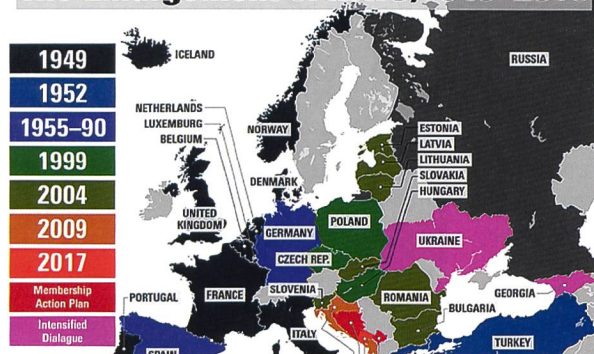 1949
1952
1955–90
1999
2004
2009
2017
Membership
Action Plan
Intensified
Dialague
ICELAND
RUSSIA
NETHERLANDS
LUXEMBURG
BELGIUM
NORWAY
DENMARK
UNITED
KINGDOM
ESTONIA
LATVIA
LITHUANIA
SLOVAKIA
HUNGARY
GERMANY
POLAND
UKRAINE
CZECH REP.
SLOVENIA
FRANCE
PORTUGAL
ROMANIA
GEORGIA
BULGARIA
ITALY
TURKEY
SPAIN